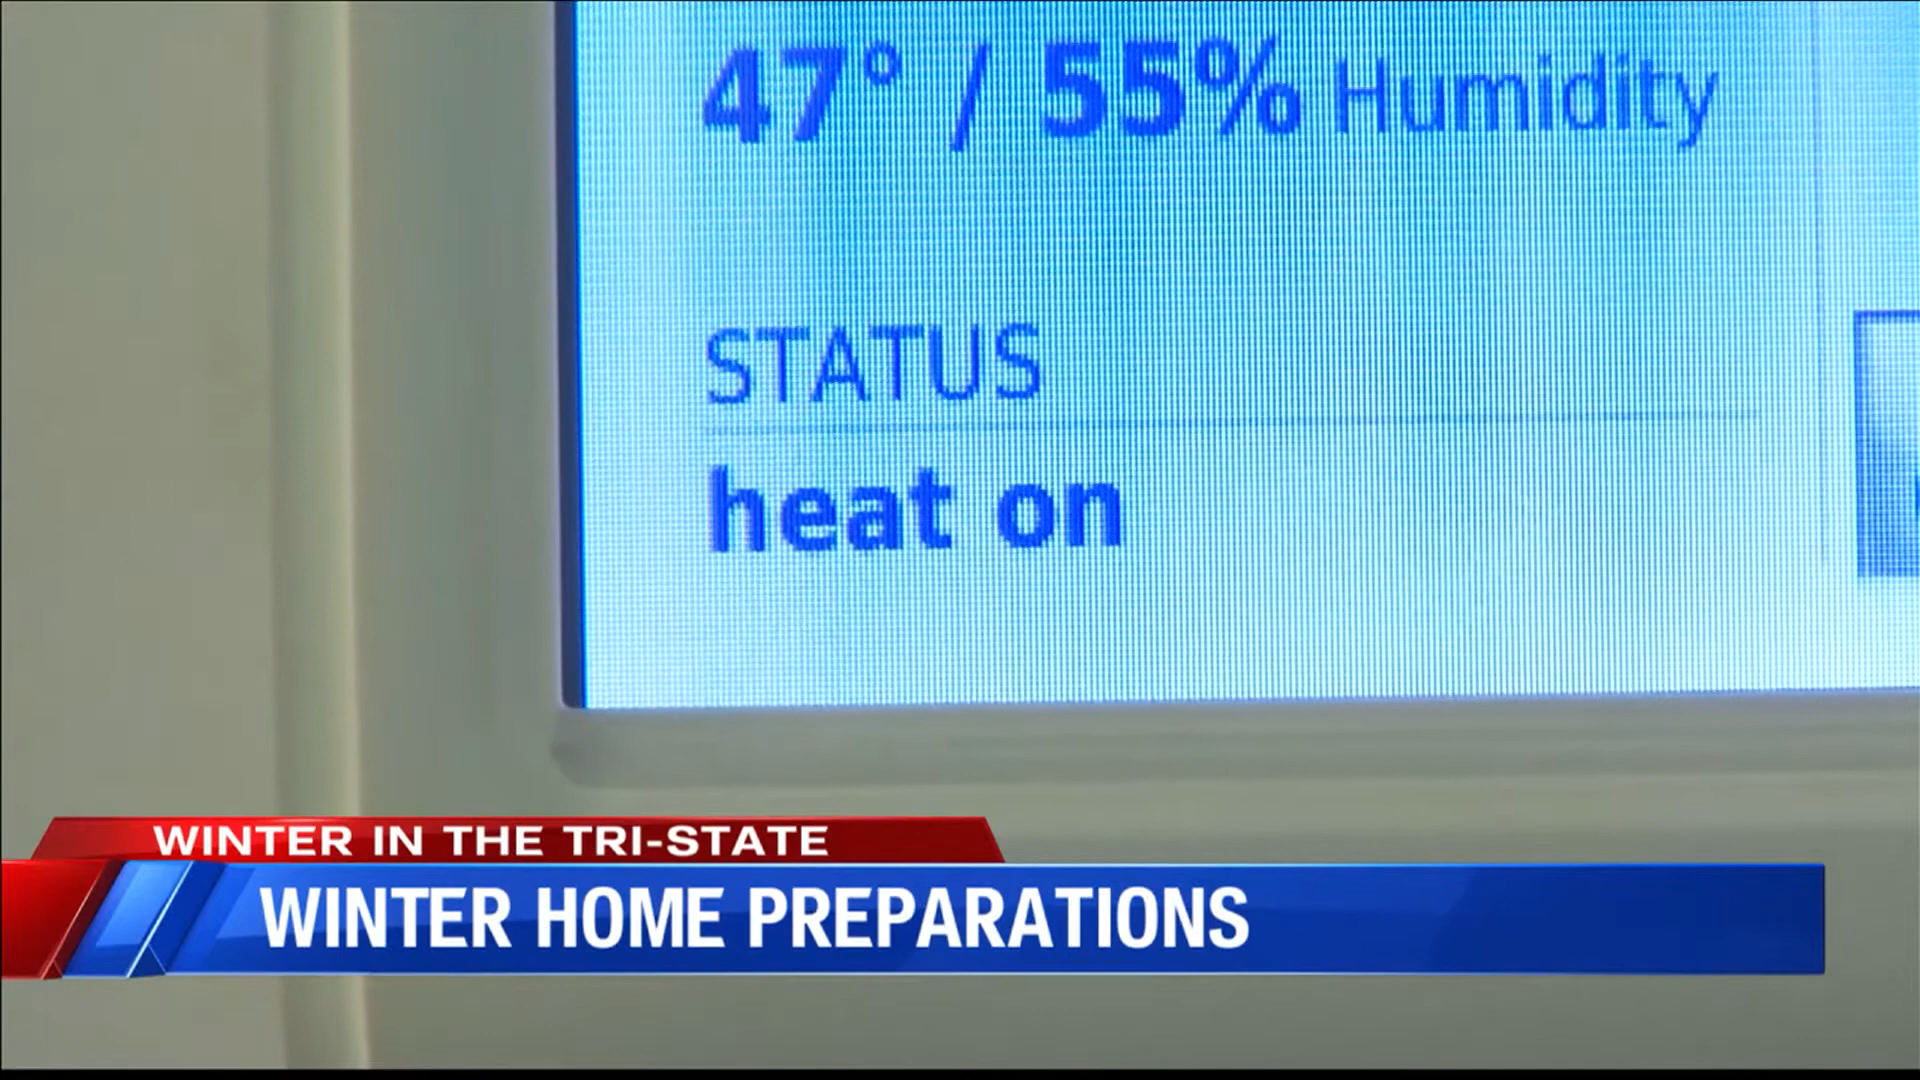 47° / 55% Humidity
STATUS
heat on
WINTER IN THE TRI-STATE
WINTER HOME PREPARATIONS